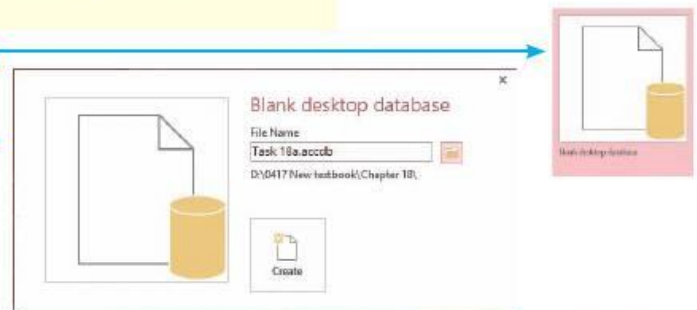 Blank desktop database
File Name
Task 18a.accdb
D:\0417 New textbook\Chapter 18\
Create
Blank desktop database